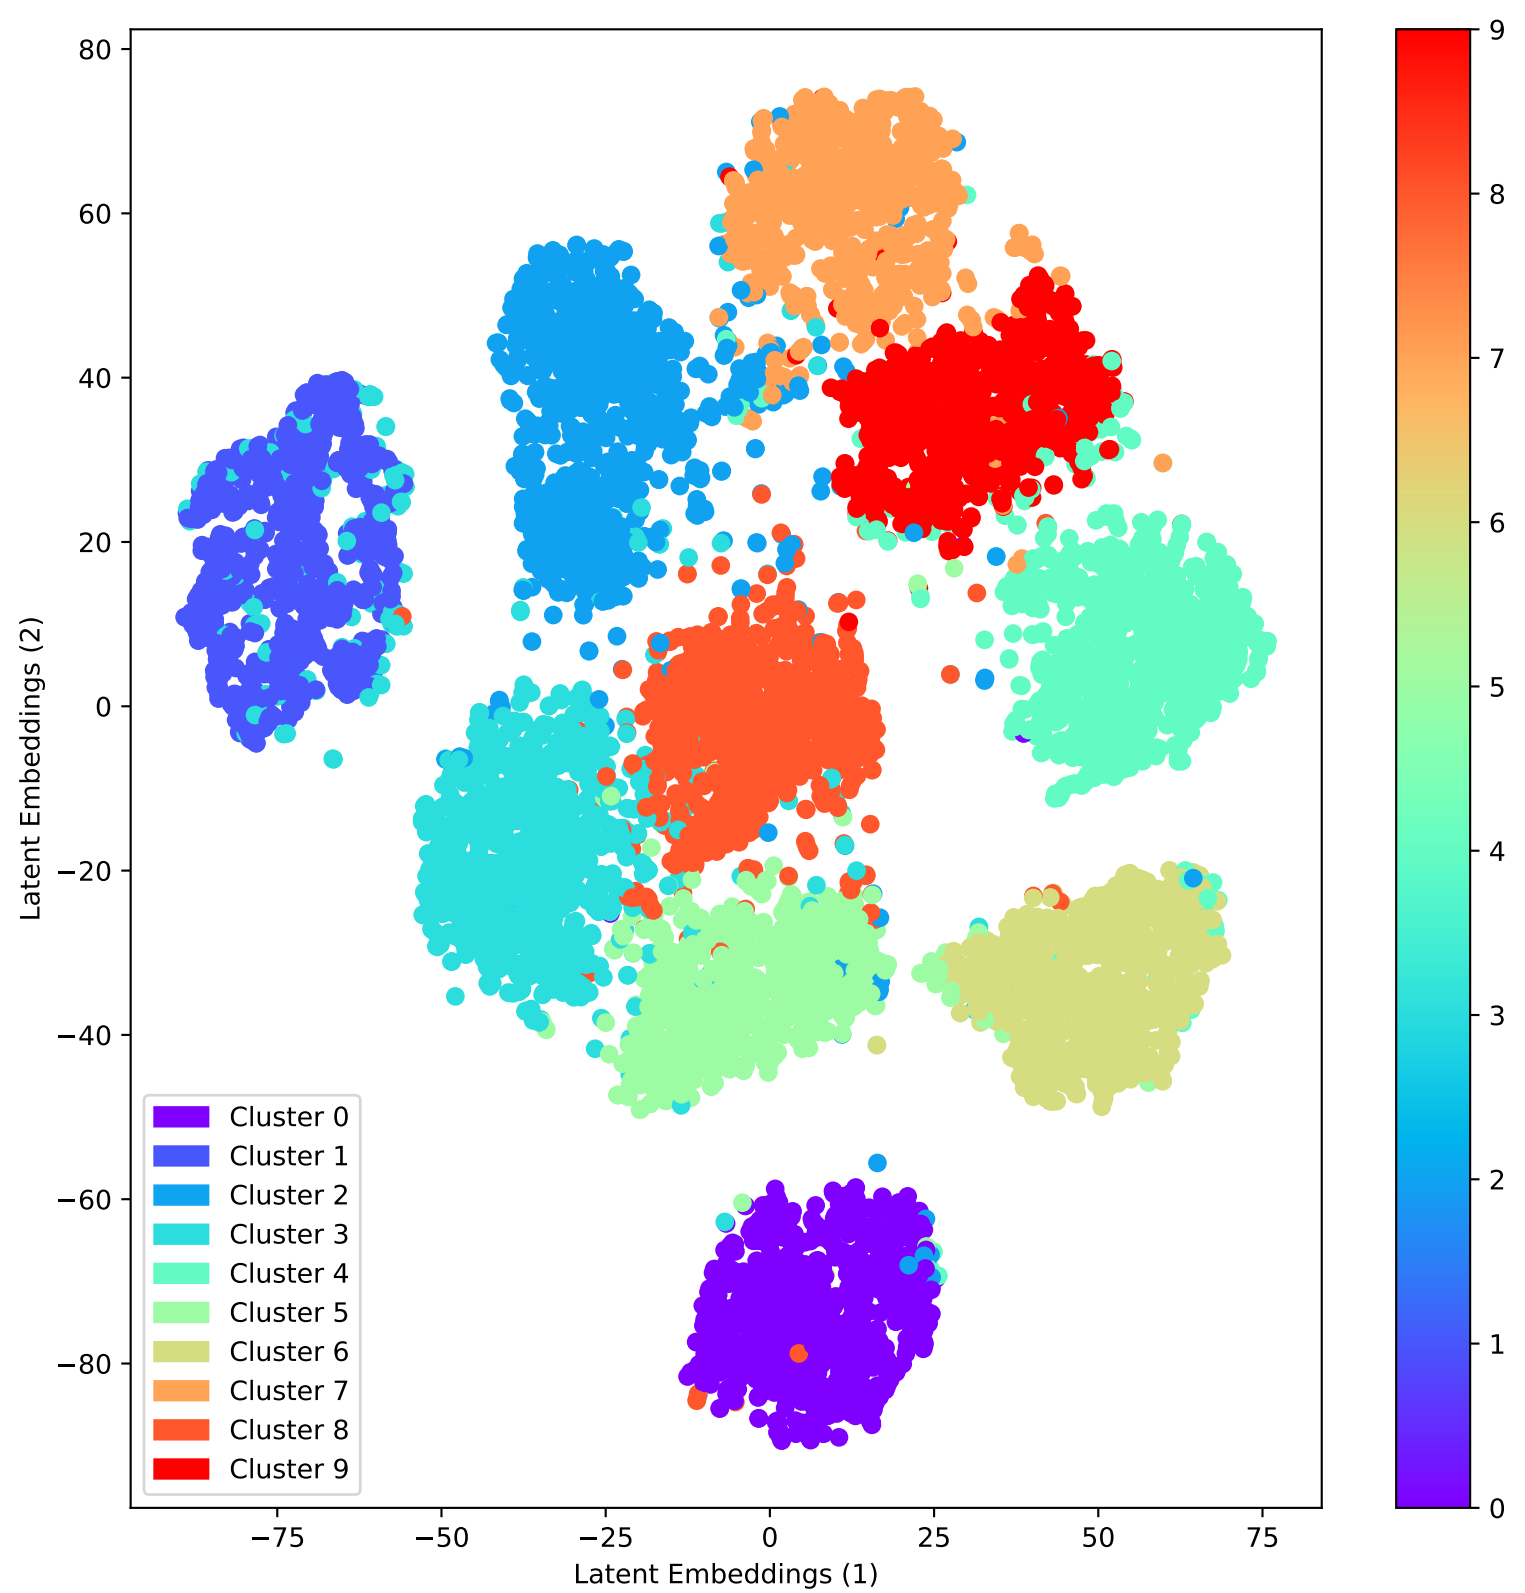 80
60
40
20
0
−20
−40
−60
−80
Latent Embeddings (2)
−75
−50
−25
0
25
50
75
Latent Embeddings (1)
Cluster 0
Cluster 1
Cluster 2
Cluster 3
Cluster 4
Cluster 5
Cluster 6
Cluster 7
Cluster 8
Cluster 9
9
8
7
6
5
4
3
2
1
0